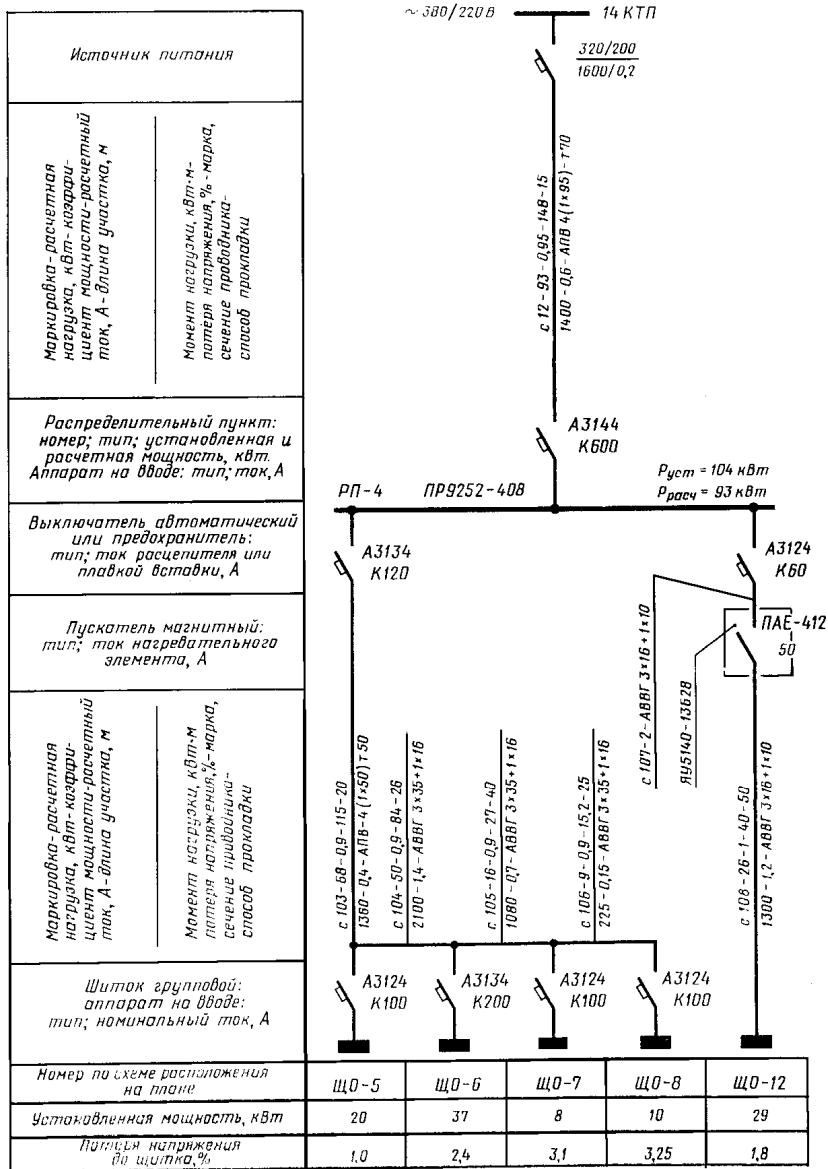 ~380/220В
14 КТП
Источник питания
320/200
1600/0,2
Маркировка-расчетная
нагрузка, кВт-коэффи-
циент мощности-расчетный
ток, А-длина участка, м
Момент нагрузки, кВт·м-
потеря напряжения,%-марка,
сечение проводника-
способ прокладки
с 12-93-0,95-148-15
1400-0,6-АПВ 4(1×95)-т70
Распределительный пункт:
номер; тип; установленная и
расчетная мощность, квт.
Аппарат на вводе: тип; ток, А
А3144
К600
РП-4
ПР9252-408
Руст = 104 кВт
Ррасч = 93 кВт
Выключатель автоматический
или предохранитель:
тип; ток расцепителя или
плавкой вставки, А
А3134
К120
А3124
К60
Пускатель магнитный:
тип; ток нагревательного
элемента, А
ПАЕ-412
50
с 107-2-АВВГ 3×16+1×10
ЯУ5140-13628
Маркировка-расчетная
нагрузка, кВт-коэффи-
циент мощности-расчетный
ток, А-длина участка, м
Момент нагрузки, кВт·м
потеря напряжения,%-марка,
сечение проводника-
способ прокладки
с 103-68-0,9-115-20
1360-0,4-АПВ-4(1×50)т50
с 104-50-0,9-84-26
2100-1,4-АВВГ 3×35+1×16
с 105-16-0,9-27-40
1080-0,7-АВВГ 3×35+1×16
с 106-9-0,9-15,2-25
225-0,15-АВВГ 3×35+1×16
с 108-26-1-40-50
1300-1,2-АВВГ 3×16+1×10
Щиток групповой:
аппарат на вводе:
тип; номинальный ток, А
А3124
К100
А3134
К200
А3124
К100
А3124
К100
Номер по схеме расположения
на плане
ЩО-5 ЩО-6 ЩО-7 ЩО-8 ЩО-12
Установленная мощность, кВт
20 37 8 10 29
Потеря напряжения
до щитка,%
1,0 2,4 3,1 3,25 1,8